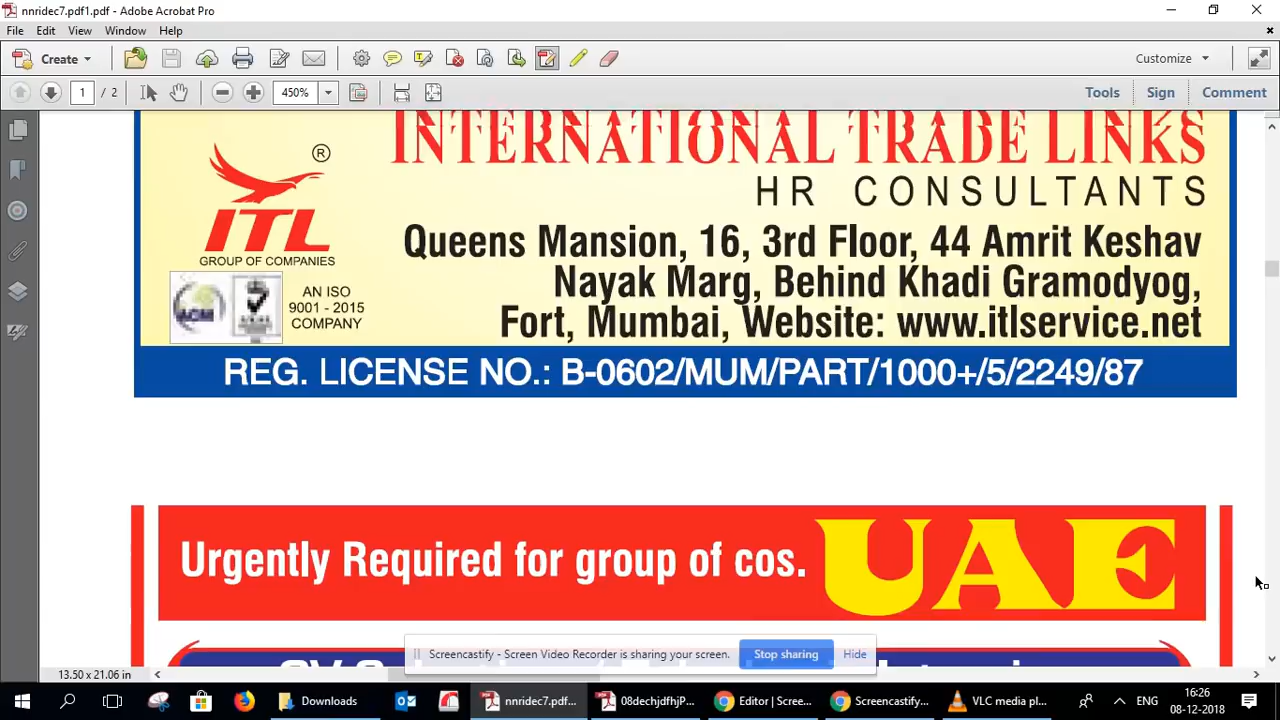 nnridec7.pdf1.pdf - Adobe Acrobat Pro
File Edit View Window Help
Create
Customize
1 / 2
450%
Tools Sign Comment
INTERNATIONAL TRADE LINKS
®
HR CONSULTANTS
ITL
GROUP OF COMPANIES
Queens Mansion, 16, 3rd Floor, 44 Amrit Keshav
Nayak Marg, Behind Khadi Gramodyog,
Fort, Mumbai, Website: www.itlservice.net
AN ISO
9001 - 2015
COMPANY
REG. LICENSE NO.: B-0602/MUM/PART/1000+/5/2249/87
Urgently Required for group of cos. UAE
Screencastify - Screen Video Recorder is sharing your screen. Stop sharing Hide
13.50 x 21.06 in
Downloads
nnridec7.pdf...
08dechjdfhjP...
Editor | Scree...
Screencastify...
VLC media pl...
ENG
16:26
08-12-2018